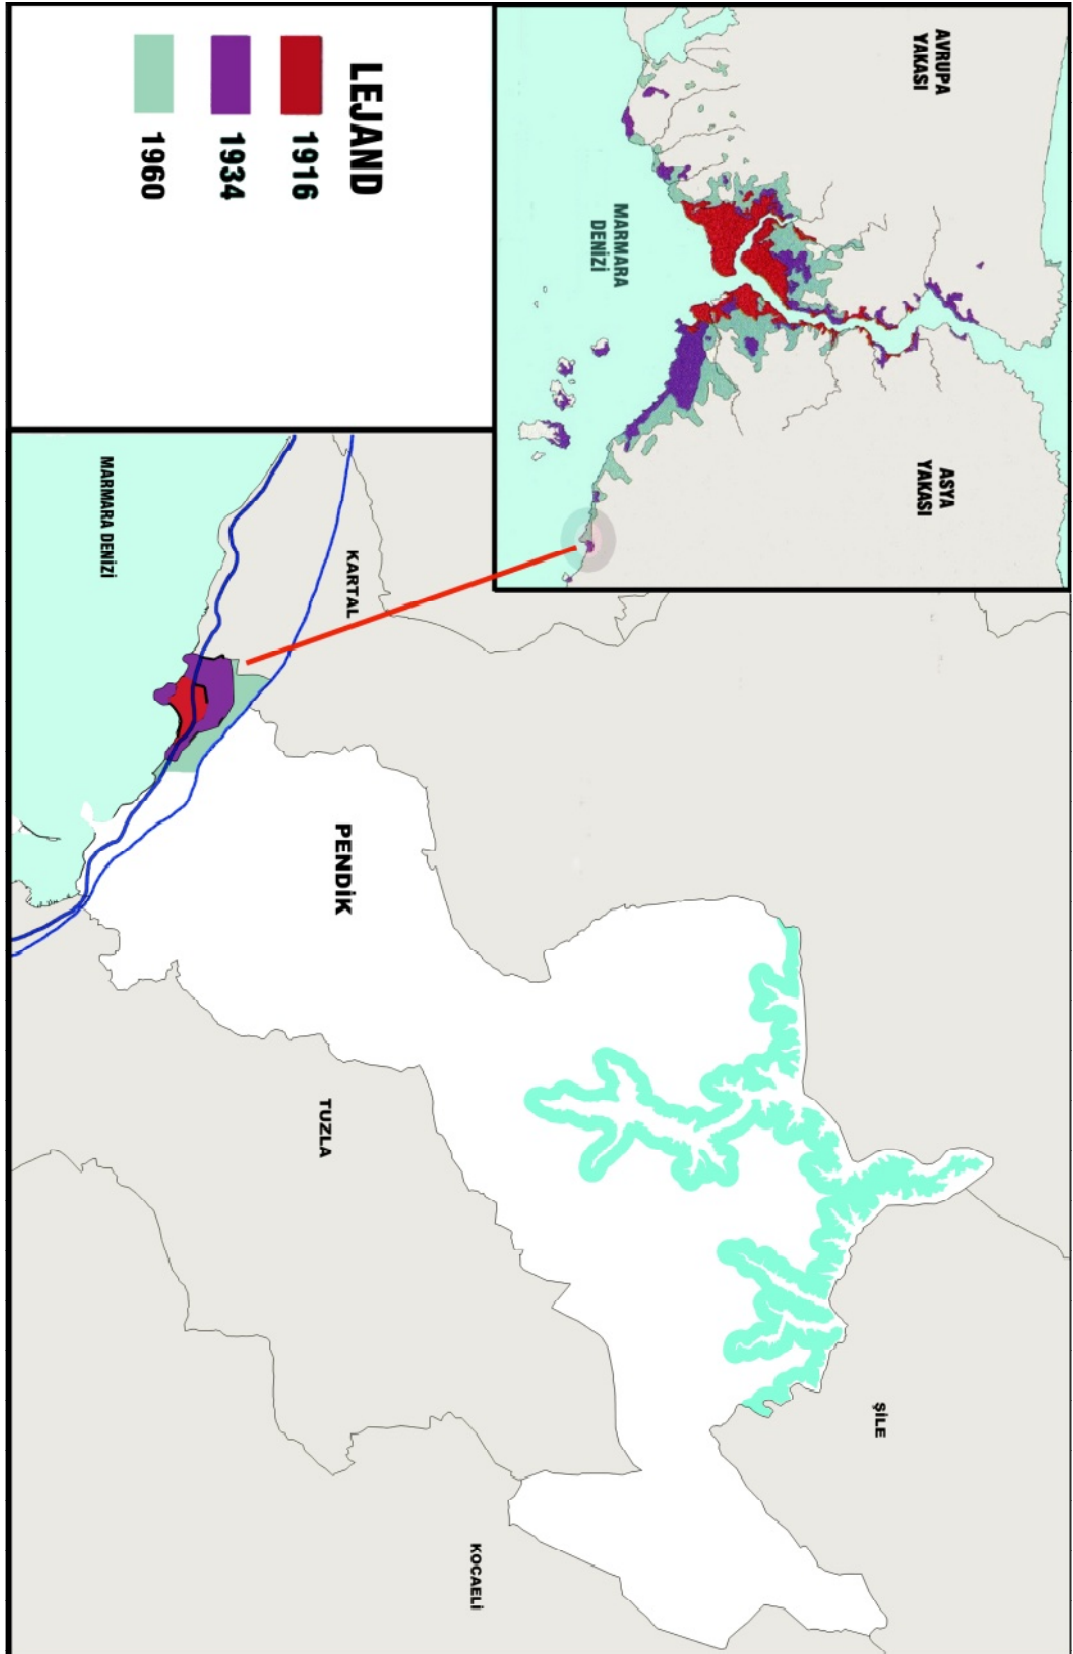 LEJAND
1916
1934
1960
AVRUPA
YAKASI
MARMARA
DENİZİ
ASYA
YAKASI
MARMARA DENİZİ
KARTAL
PENDİK
TUZLA
ŞİLE
KOCAELİ